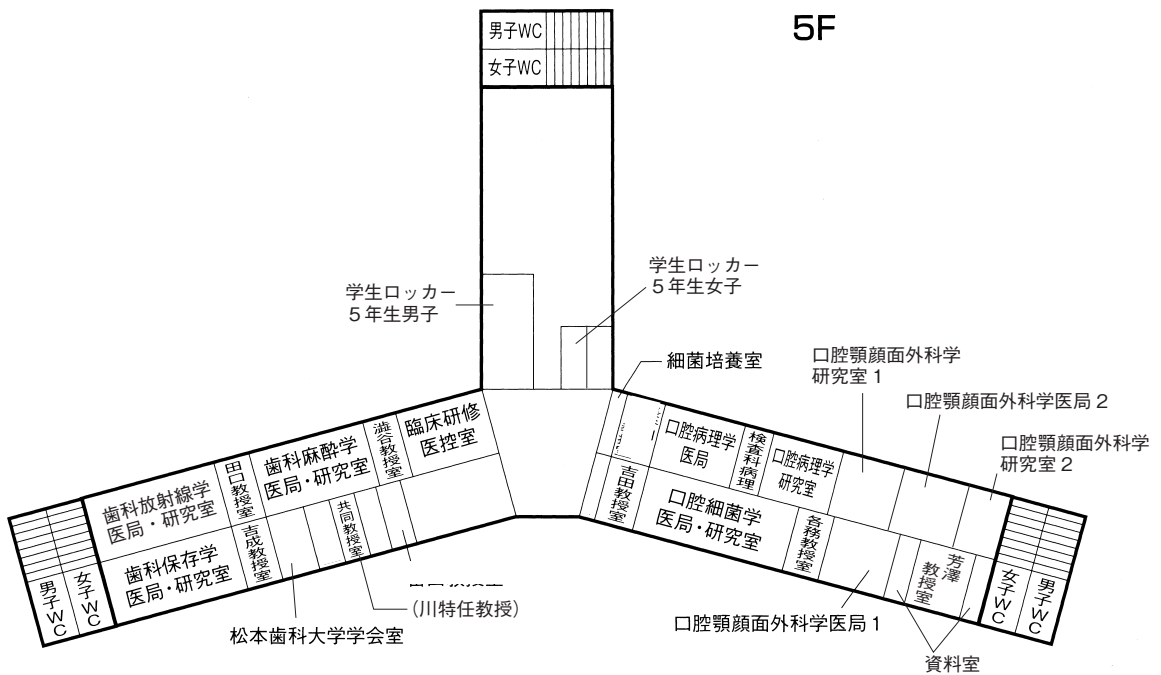 5F
男子WC
女子WC
学生ロッカー
５年生男子
学生ロッカー
５年生女子
細菌培養室
口腔顎顔面外科学
研究室１
口腔顎顔面外科学医局２
口腔顎顔面外科学
研究室２
歯科放射線学
医局・研究室
田口教授室
歯科麻酔学
医局・研究室
澁谷教授室
臨床研修
医控室
男子WC
女子WC
歯科保存学
医局・研究室
吉成教授室
共同教授室
(川特任教授)
松本歯科大学学会室
口腔病理学
医局
検査科病理
口腔病理学
研究室
吉田教授室
口腔細菌学
医局・研究室
各務教授室
芳澤
教授室
女子WC
男子WC
口腔顎顔面外科学医局１
資料室